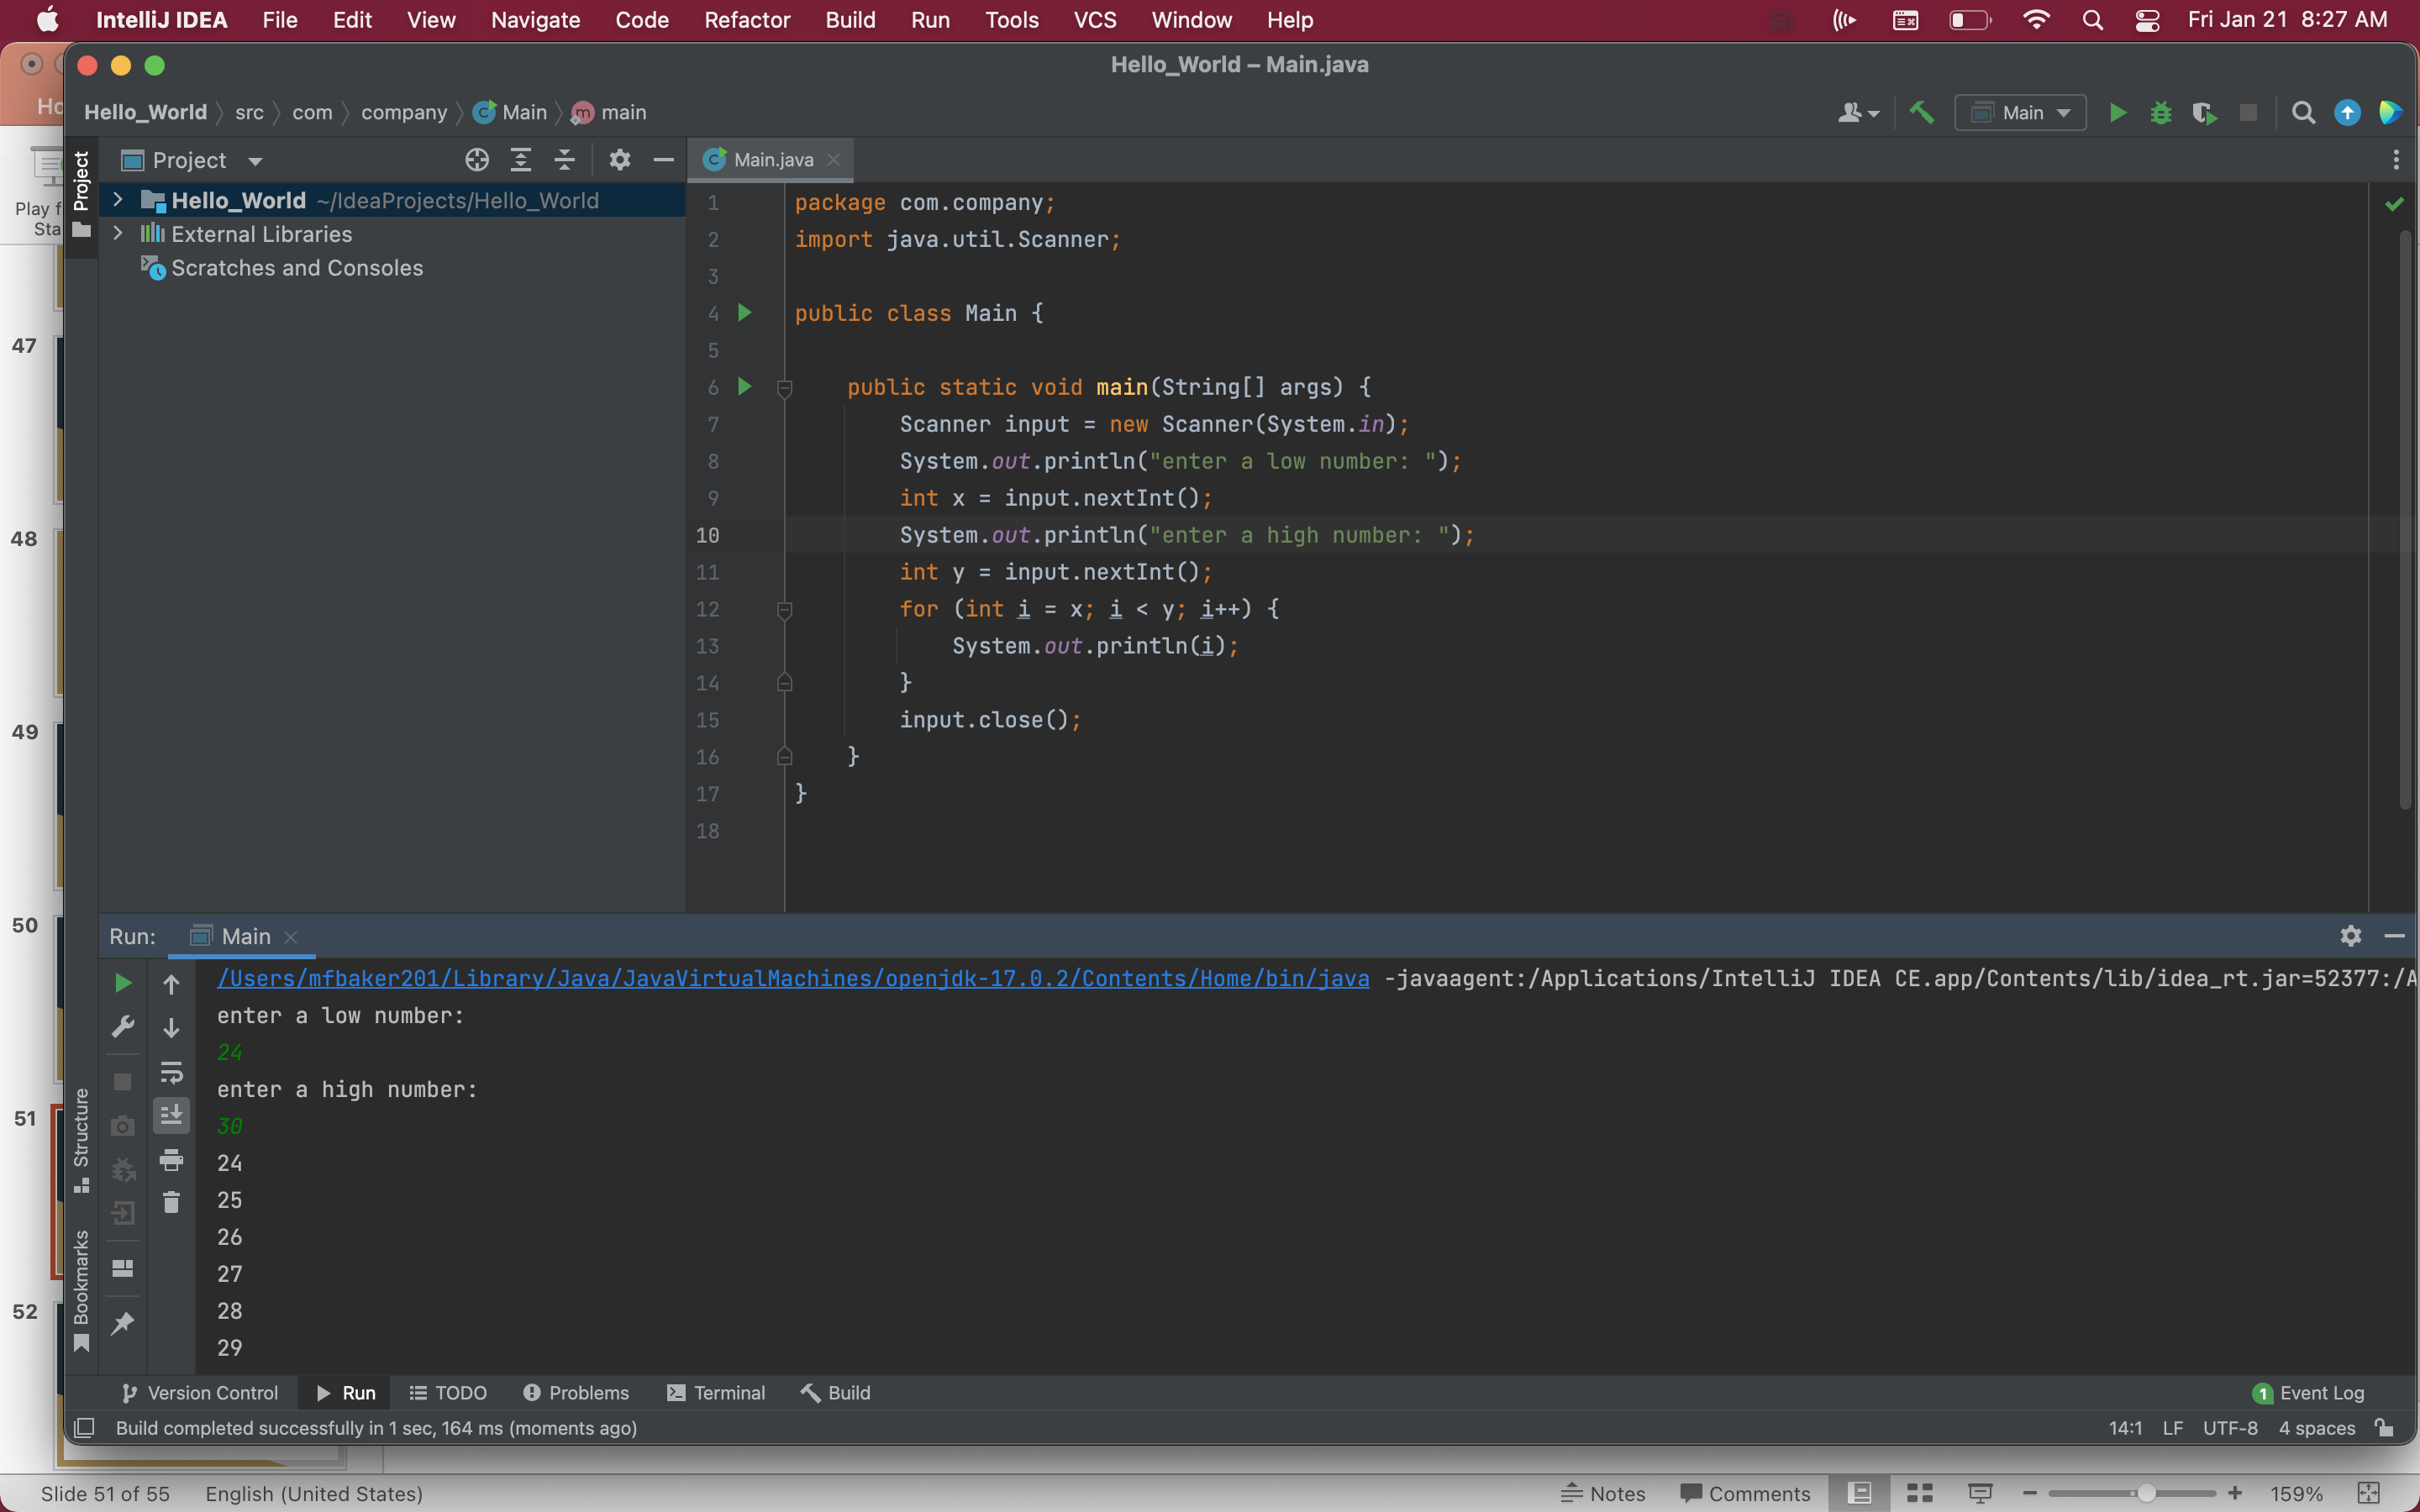 IntelliJ IDEA File Edit View Navigate Code Refactor Build Run Tools VCS Window Help Fri Jan 21 8:27 AM
Hello_World – Main.java
Hello_World src com company Main main Main
Project Main.java
Hello_World ~/IdeaProjects/Hello_World
External Libraries
Scratches and Consoles
Project
Structure
Bookmarks
1 package com.company;
2 import java.util.Scanner;
3
4 public class Main {
5
6 public static void main(String[] args) {
7 Scanner input = new Scanner(System.in);
8 System.out.println("enter a low number: ");
9 int x = input.nextInt();
10 System.out.println("enter a high number: ");
11 int y = input.nextInt();
12 for (int i = x; i < y; i++) {
13 System.out.println(i);
14 }
15 input.close();
16 }
17 }
18
Run: Main
/Users/mfbaker201/Library/Java/JavaVirtualMachines/openjdk-17.0.2/Contents/Home/bin/java -javaagent:/Applications/IntelliJ IDEA CE.app/Contents/lib/idea_rt.jar=52377:/A
enter a low number:
24
enter a high number:
30
24
25
26
27
28
29
Version Control Run TODO Problems Terminal Build 1 Event Log
Build completed successfully in 1 sec, 164 ms (moments ago) 14:1 LF UTF-8 4 spaces
Play f
Sta
47
48
49
50
51
52
Slide 51 of 55 English (United States) Notes Comments 159%